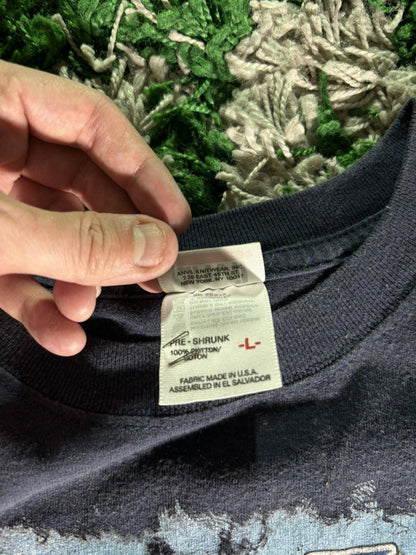 ANVIL KNITWEAR, INC.
228 EAST 45TH ST.
NEW YORK, NY 10017
PRE - SHRUNK
100% COTTON/
COTON
-L-
FABRIC MADE IN U.S.A.
ASSEMBLED IN EL SALVADOR